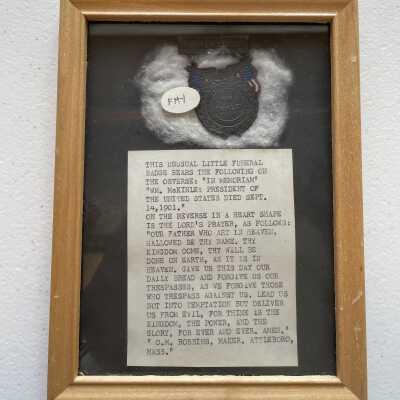 FM-1
THIS UNUSUAL LITTLE FUNERAL
BADGE BEARS THE FOLLOWING ON
THE OBVERSE: "IN MEMORIAM"
"WM. McKINLEY PRESIDENT OF
THE UNITED STATES DIED SEPT.
14,1901."
ON THE REVERSE IN A HEART SHAPE
IS THE LORD'S PRAYER, AS FOLLOWS:
"OUR FATHER WHO ART IN HEAVEN,
HALLOWED BE THY NAME. THY
KINGDOM COME, THY WILL BE
DONE ON EARTH, AS IT IS IN
HEAVEN. GIVE US THIS DAY OUR
DAILY BREAD AND FORGIVE US OUR
TRESPASSES, AS WE FORGIVE THOSE
WHO TRESPASS AGAINST US. LEAD US
NOT INTO TEMPTATION BUT DELIVER
US FROM EVIL, FOR THINE IS THE
KINGDOM, THE POWER, AND THE
GLORY, FOR EVER AND EVER. AMEN."
" C.M. ROBBINS, MAKER. ATTLEBORO,
MASS."